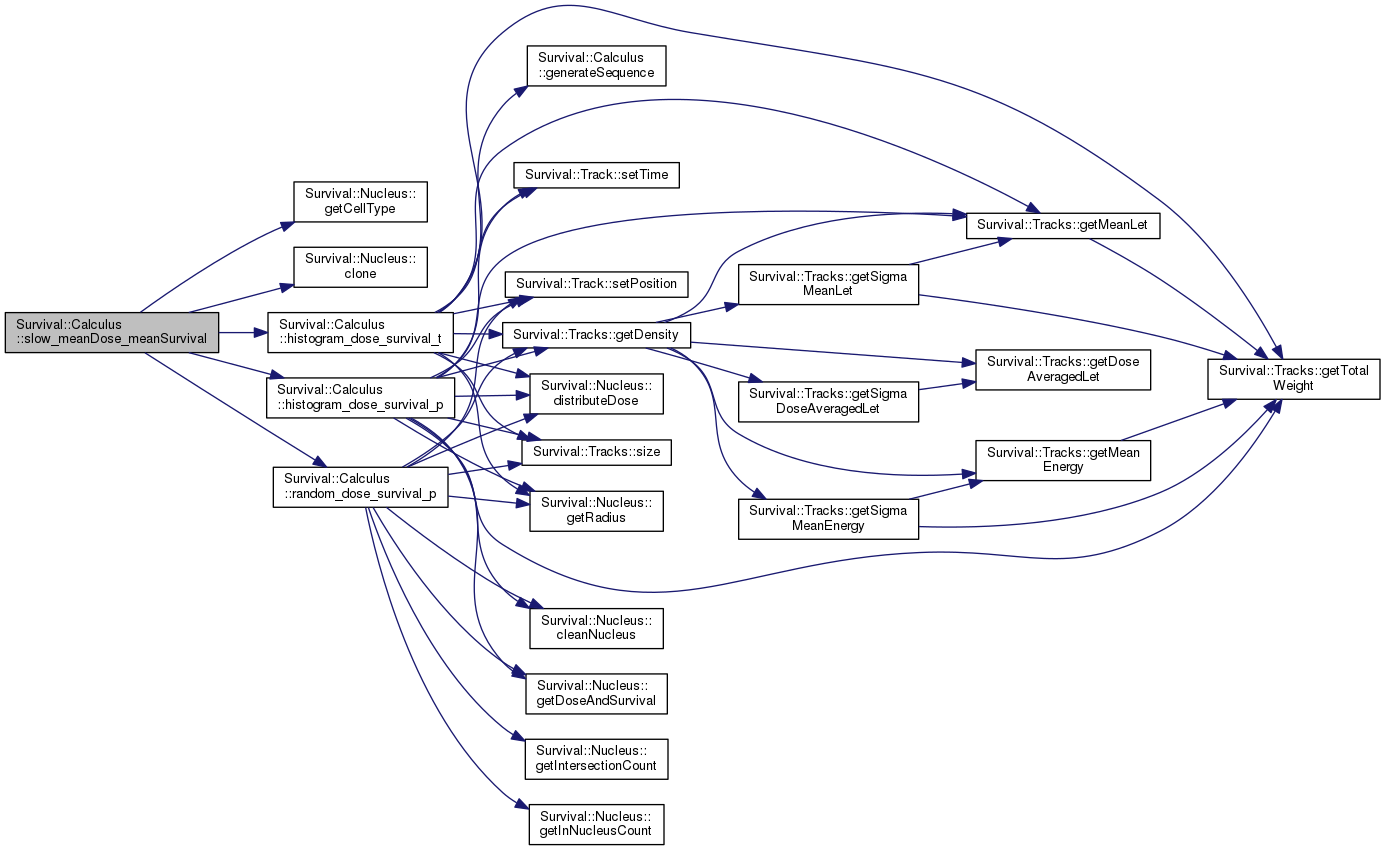 Survival::Calculus
::slow_meanDose_meanSurvival
Survival::Nucleus::
getCellType
Survival::Nucleus::
clone
Survival::Calculus
::histogram_dose_survival_t
Survival::Calculus
::histogram_dose_survival_p
Survival::Calculus
::random_dose_survival_p
Survival::Calculus
::generateSequence
Survival::Track::setTime
Survival::Track::setPosition
Survival::Tracks::getDensity
Survival::Nucleus::
distributeDose
Survival::Tracks::size
Survival::Nucleus::
getRadius
Survival::Nucleus::
cleanNucleus
Survival::Nucleus::
getDoseAndSurvival
Survival::Nucleus::
getIntersectionCount
Survival::Nucleus::
getInNucleusCount
Survival::Tracks::getSigma
MeanLet
Survival::Tracks::getSigma
DoseAveragedLet
Survival::Tracks::getSigma
MeanEnergy
Survival::Tracks::getMeanLet
Survival::Tracks::getDose
AveragedLet
Survival::Tracks::getMean
Energy
Survival::Tracks::getTotal
Weight